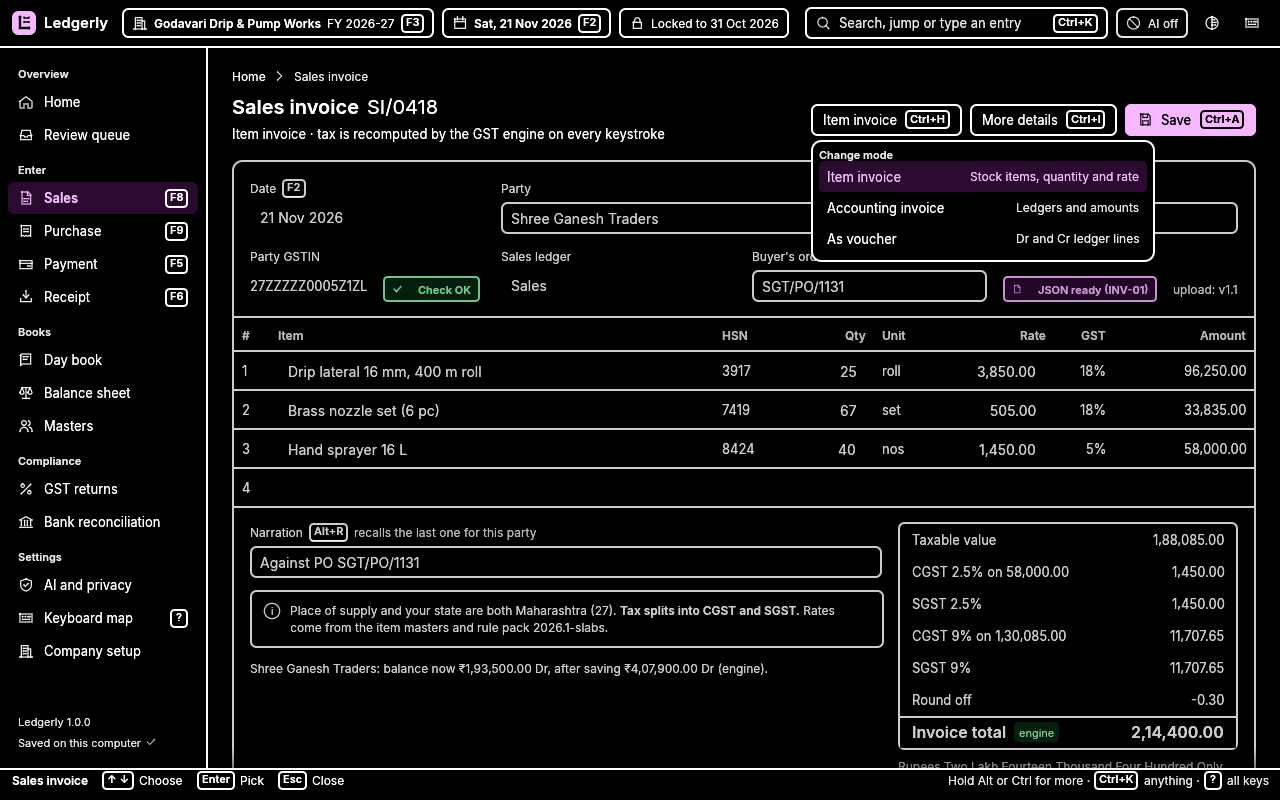 Ledgerly
Godavari Drip & Pump Works FY 2026-27 F3
Sat, 21 Nov 2026 F2
Locked to 31 Oct 2026
Search, jump or type an entry Ctrl+K
AI off
Overview
Home
Review queue
Enter
Sales F8
Purchase F9
Payment F5
Receipt F6
Books
Day book
Balance sheet
Masters
Compliance
GST returns
Bank reconciliation
Settings
AI and privacy
Keyboard map ?
Company setup
Ledgerly 1.0.0
Saved on this computer
Home > Sales invoice
Sales invoice SI/0418
Item invoice · tax is recomputed by the GST engine on every keystroke
Item invoice Ctrl+H
More details Ctrl+I
Save Ctrl+A
Change mode
Item invoice Stock items, quantity and rate
Accounting invoice Ledgers and amounts
As voucher Dr and Cr ledger lines
Date F2
21 Nov 2026
Party
Shree Ganesh Traders
Party GSTIN
27ZZZZZ0005Z1ZL Check OK
Sales ledger
Sales
Buyer's
SGT/PO/1131
JSON ready (INV-01) upload: v1.1
# Item HSN Qty Unit Rate GST Amount
1 Drip lateral 16 mm, 400 m roll 3917 25 roll 3,850.00 18% 96,250.00
2 Brass nozzle set (6 pc) 7419 67 set 505.00 18% 33,835.00
3 Hand sprayer 16 L 8424 40 nos 1,450.00 5% 58,000.00
4
Narration Alt+R recalls the last one for this party
Against PO SGT/PO/1131
Place of supply and your state are both Maharashtra (27). Tax splits into CGST and SGST. Rates
come from the item masters and rule pack 2026.1-slabs.
Shree Ganesh Traders: balance now ₹1,93,500.00 Dr, after saving ₹4,07,900.00 Dr (engine).
Taxable value 1,88,085.00
CGST 2.5% on 58,000.00 1,450.00
SGST 2.5% 1,450.00
CGST 9% on 1,30,085.00 11,707.65
SGST 9% 11,707.65
Round off -0.30
Invoice total engine 2,14,400.00
Rupees Two Lakh Fourteen Thousand Four Hundred Only
Sales invoice ↑ ↓ Choose Enter Pick Esc Close
Hold Alt or Ctrl for more · Ctrl+K anything · ? all keys